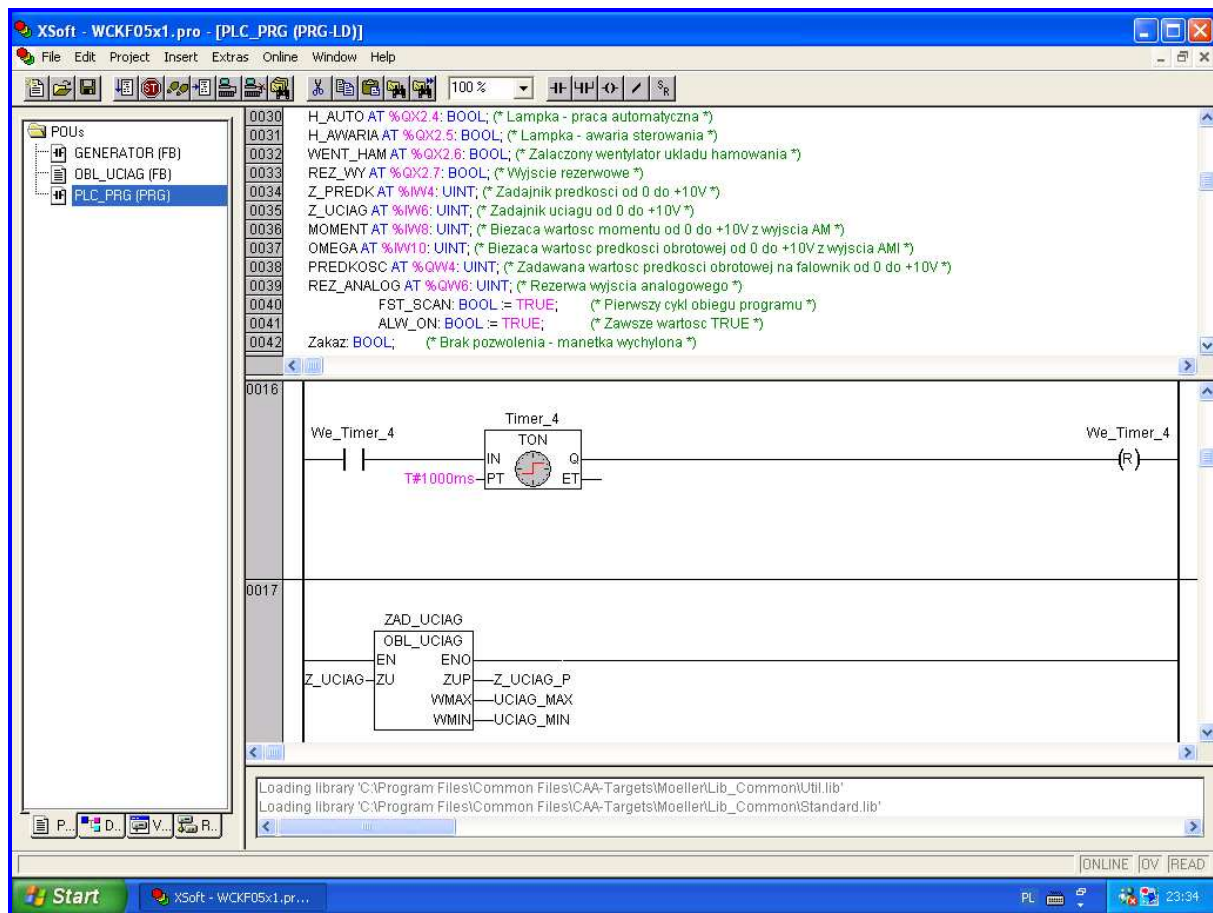 XSoft - WCKF05x1.pro - [PLC_PRG (PRG-LD)]
File Edit Project Insert Extras Online Window Help
100 %
POUs
GENERATOR (FB)
OBL_UCIAG (FB)
PLC_PRG (PRG)
0030 H_AUTO AT %QX2.4: BOOL; (* Lampka - praca automatyczna *)
0031 H_AWARIA AT %QX2.5: BOOL; (* Lampka - awaria sterowania *)
0032 WENT_HAM AT %QX2.6: BOOL; (* Zalaczony wentylator ukladu hamowania *)
0033 REZ_WY AT %QX2.7: BOOL; (* Wyjscie rezerwowe *)
0034 Z_PREDK AT %IW4: UINT; (* Zadajnik predkosci od 0 do +10V *)
0035 Z_UCIAG AT %IW6: UINT; (* Zadajnik uciagu od 0 do +10V *)
0036 MOMENT AT %IW8: UINT; (* Biezaca wartosc momentu od 0 do +10V z wyjscia AM *)
0037 OMEGA AT %IW10: UINT; (* Biezaca wartosc predkosci obrotowej od 0 do +10V z wyjscia AMI *)
0038 PREDKOSC AT %QW4: UINT; (* Zadawana wartosc predkosci obrotowej na falownik od 0 do +10V *)
0039 REZ_ANALOG AT %QW6: UINT; (* Rezerwa wyjscia analogowego *)
0040 FST_SCAN: BOOL := TRUE; (* Pierwszy cykl obiegu programu *)
0041 ALW_ON: BOOL := TRUE; (* Zawsze wartosc TRUE *)
0042 Zakaz: BOOL; (* Brak pozwolenia - manetka wychylona *)
0016
Timer_4
We_Timer_4 TON We_Timer_4
IN Q (R)
T#1000ms PT ET
0017
ZAD_UCIAG
OBL_UCIAG
EN ENO
Z_UCIAG ZU ZUP Z_UCIAG_P
WMAX UCIAG_MAX
WMIN UCIAG_MIN
Loading library 'C:\Program Files\Common Files\CAA-Targets\Moeller\Lib_Common\Util.lib'
Loading library 'C:\Program Files\Common Files\CAA-Targets\Moeller\Lib_Common\Standard.lib'
P... D.. V... R..
ONLINE OV READ
Start XSoft - WCKF05x1.pr... PL 23:34